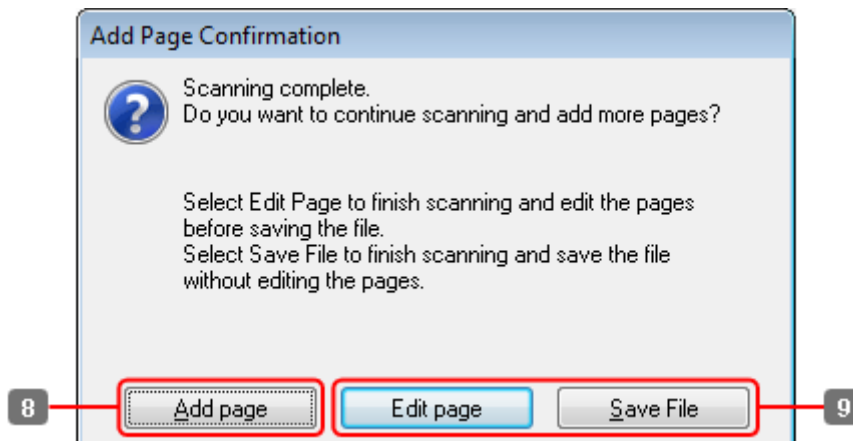 Add Page Confirmation
Scanning complete.
Do you want to continue scanning and add more pages?
Select Edit Page to finish scanning and edit the pages
before saving the file.
Select Save File to finish scanning and save the file
without editing the pages.
8 Add page Edit page Save File 9